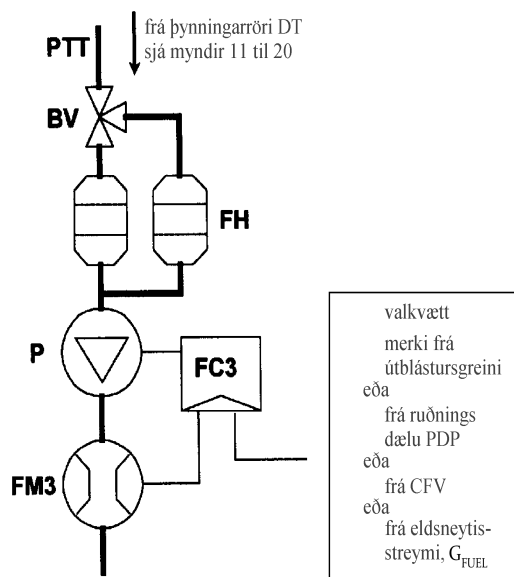 frá þynningarröri DT
sjá myndir 11 til 20
PTT
BV
FH
P
FC3
FM3
valkvætt
merki frá
útblástursgreini
eða
frá ruðnings
dælu PDP
eða
frá CFV
eða
frá eldsneytis-
streymi, G_FUEL